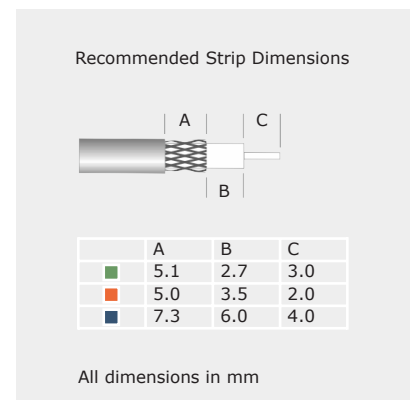 Recommended Strip Dimensions
A C
B
A B C
5.1 2.7 3.0
5.0 3.5 2.0
7.3 6.0 4.0
All dimensions in mm